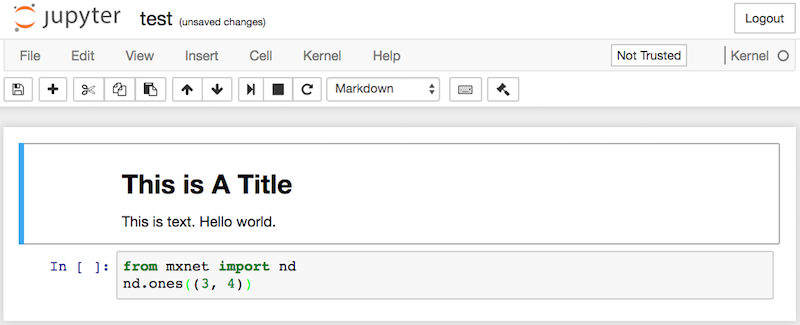 jupyter test (unsaved changes) Logout
File Edit View Insert Cell Kernel Help Not Trusted Kernel
Markdown
This is A Title
This is text. Hello world.
In [ ]: from mxnet import nd
nd.ones((3, 4))